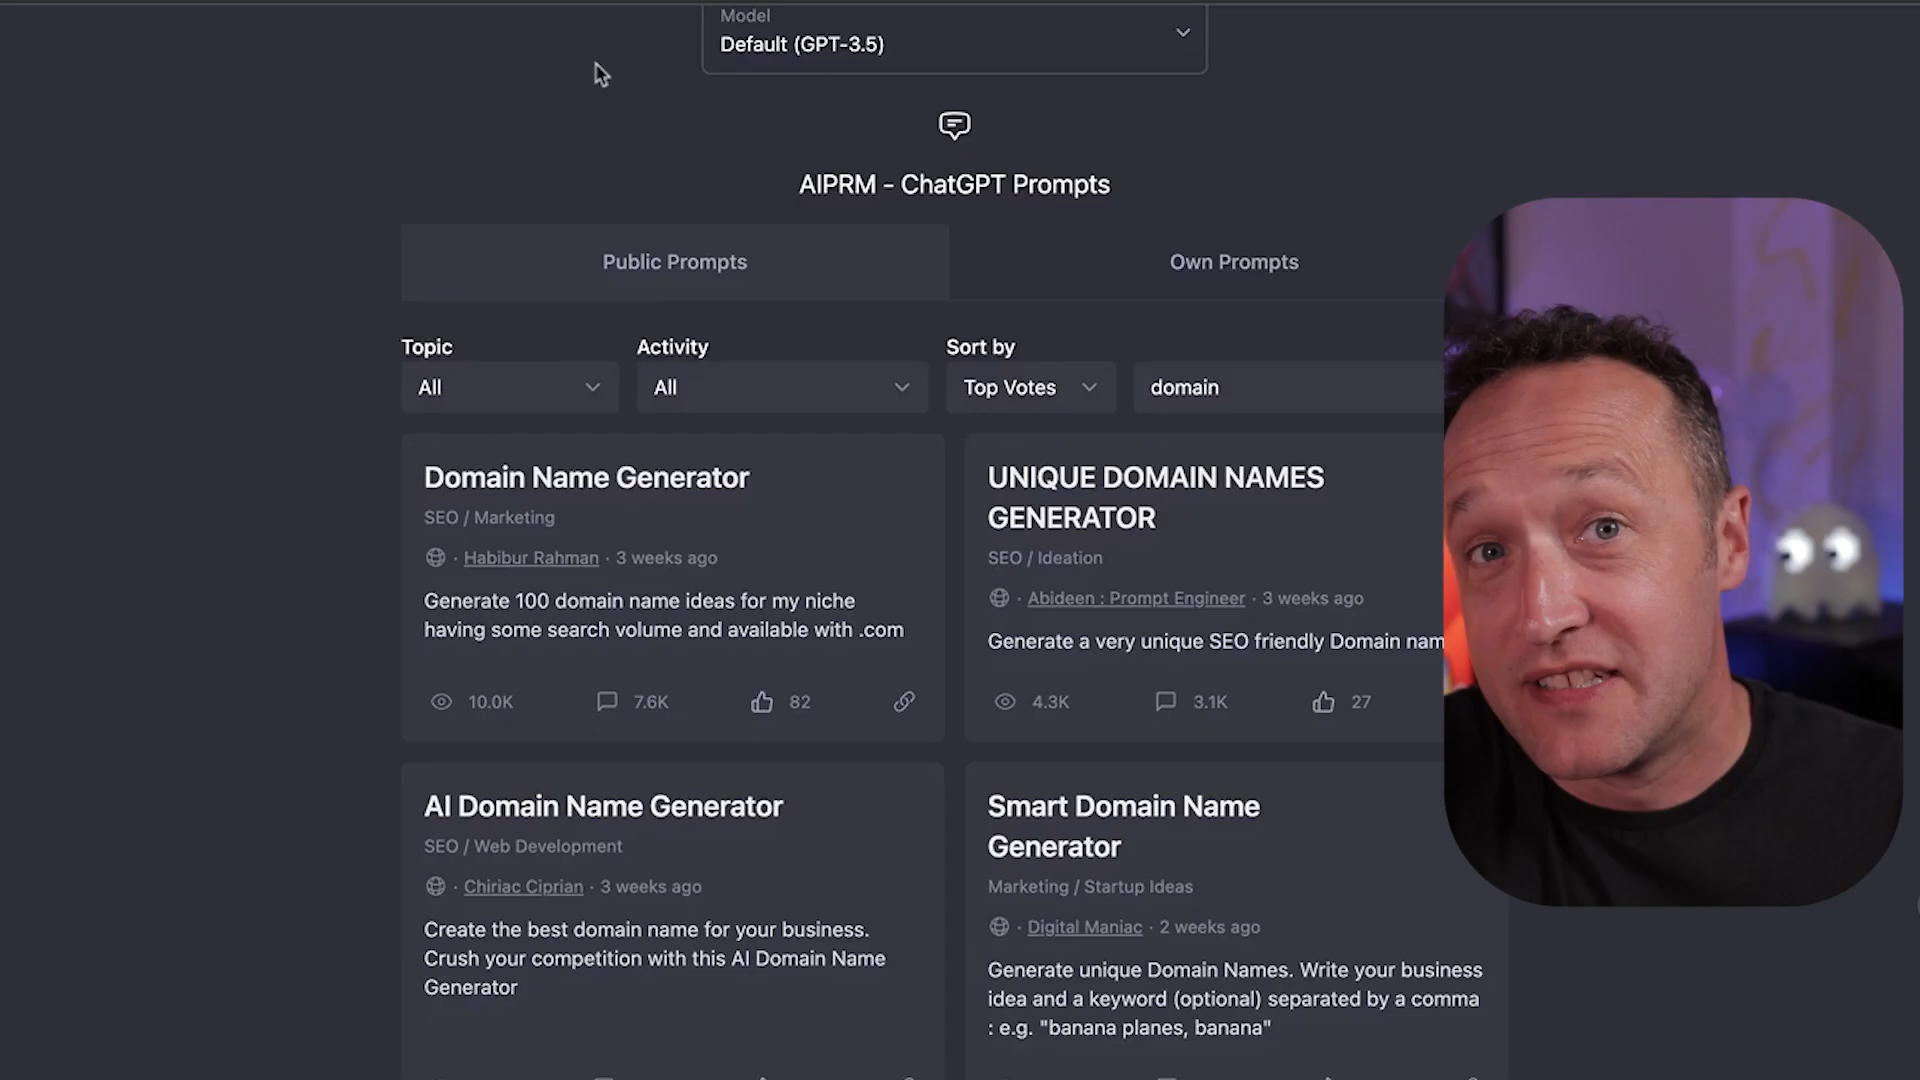 Model
Default (GPT-3.5)
AIPRM - ChatGPT Prompts
Public Prompts
Own Prompts
Topic
Activity
Sort by
All
All
Top Votes
domain
Domain Name Generator
SEO / Marketing
· Habibur Rahman · 3 weeks ago
Generate 100 domain name ideas for my niche
having some search volume and available with .com
10.0K
7.6K
82
UNIQUE DOMAIN NAMES
GENERATOR
SEO / Ideation
· Abideen : Prompt Engineer · 3 weeks ago
Generate a very unique SEO friendly Domain nam
4.3K
3.1K
27
AI Domain Name Generator
SEO / Web Development
· Chiriac Ciprian · 3 weeks ago
Create the best domain name for your business.
Crush your competition with this AI Domain Name
Generator
Smart Domain Name
Generator
Marketing / Startup Ideas
· Digital Maniac · 2 weeks ago
Generate unique Domain Names. Write your business
idea and a keyword (optional) separated by a comma
: e.g. "banana planes, banana"